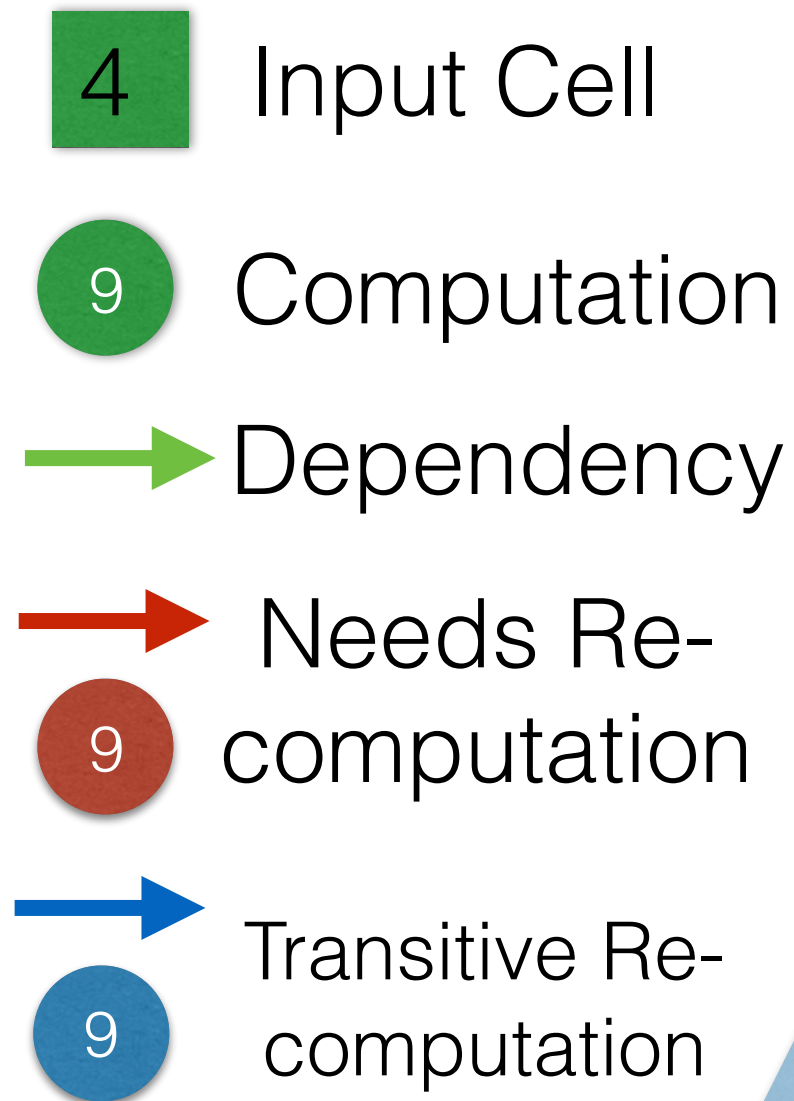 4 Input Cell
9 Computation
Dependency
Needs Re-
9 computation
Transitive Re-
9 computation